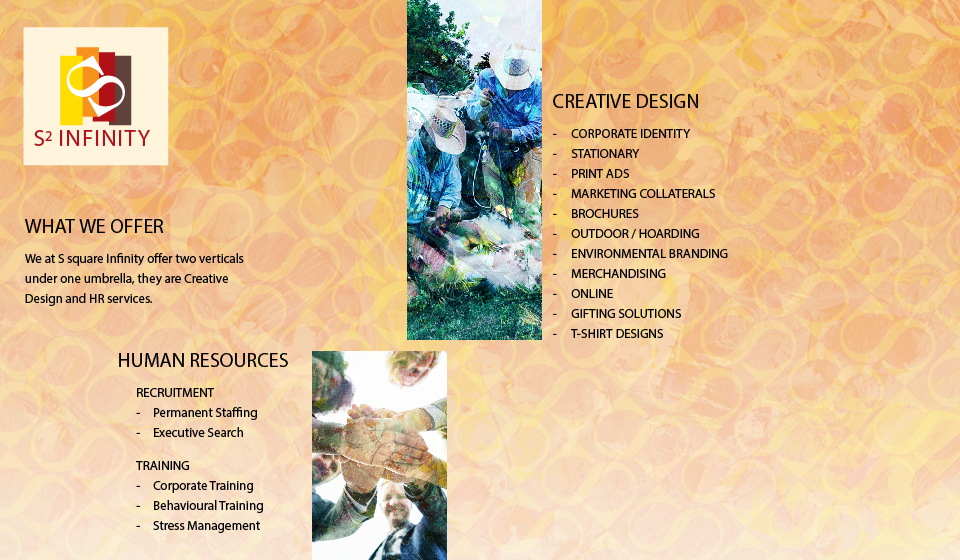 S² INFINITY
WHAT WE OFFER
We at S square Infinity offer two verticals
under one umbrella, they are Creative
Design and HR services.
CREATIVE DESIGN
- CORPORATE IDENTITY
- STATIONARY
- PRINT ADS
- MARKETING COLLATERALS
- BROCHURES
- OUTDOOR / HOARDING
- ENVIRONMENTAL BRANDING
- MERCHANDISING
- ONLINE
- GIFTING SOLUTIONS
- T-SHIRT DESIGNS
HUMAN RESOURCES
RECRUITMENT
- Permanent Staffing
- Executive Search
TRAINING
- Corporate Training
- Behavioural Training
- Stress Management